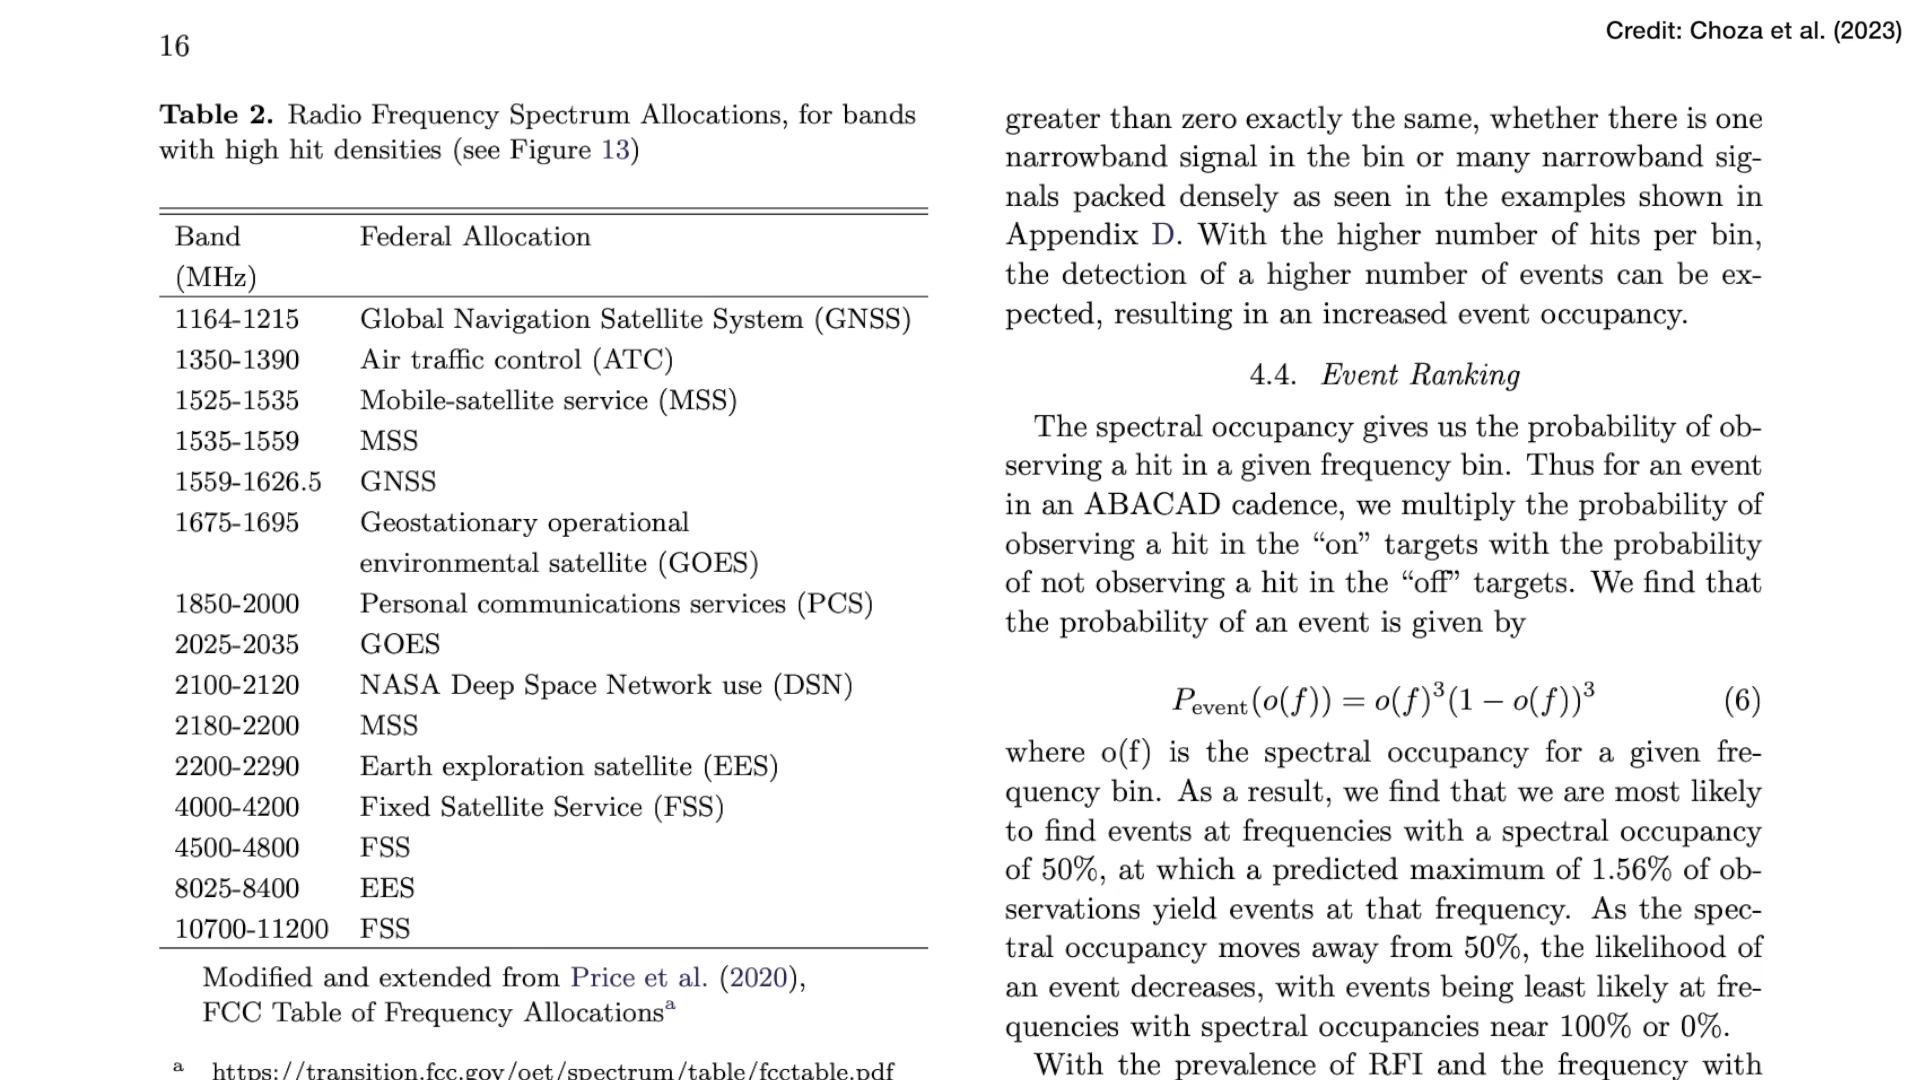 16
Credit: Choza et al. (2023)
Table 2. Radio Frequency Spectrum Allocations, for bands
with high hit densities (see Figure 13)
Band Federal Allocation
(MHz)
1164-1215 Global Navigation Satellite System (GNSS)
1350-1390 Air traffic control (ATC)
1525-1535 Mobile-satellite service (MSS)
1535-1559 MSS
1559-1626.5 GNSS
1675-1695 Geostationary operational
environmental satellite (GOES)
1850-2000 Personal communications services (PCS)
2025-2035 GOES
2100-2120 NASA Deep Space Network use (DSN)
2180-2200 MSS
2200-2290 Earth exploration satellite (EES)
4000-4200 Fixed Satellite Service (FSS)
4500-4800 FSS
8025-8400 EES
10700-11200 FSS
Modified and extended from Price et al. (2020),
FCC Table of Frequency Allocationsᵃ
ᵃ https://transition.fcc.gov/oet/spectrum/table/fcctable.pdf
greater than zero exactly the same, whether there is one
narrowband signal in the bin or many narrowband sig-
nals packed densely as seen in the examples shown in
Appendix D. With the higher number of hits per bin,
the detection of a higher number of events can be ex-
pected, resulting in an increased event occupancy.
4.4. Event Ranking
The spectral occupancy gives us the probability of ob-
serving a hit in a given frequency bin. Thus for an event
in an ABACAD cadence, we multiply the probability of
observing a hit in the “on” targets with the probability
of not observing a hit in the “off” targets. We find that
the probability of an event is given by
P_event(o(f)) = o(f)³(1 − o(f))³ (6)
where o(f) is the spectral occupancy for a given fre-
quency bin. As a result, we find that we are most likely
to find events at frequencies with a spectral occupancy
of 50%, at which a predicted maximum of 1.56% of ob-
servations yield events at that frequency. As the spec-
tral occupancy moves away from 50%, the likelihood of
an event decreases, with events being least likely at fre-
quencies with spectral occupancies near 100% or 0%.
With the prevalence of RFI and the frequency with